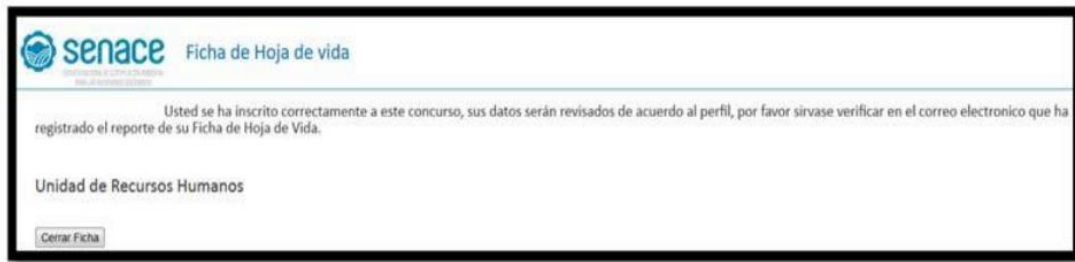 senace
Ficha de Hoja de vida
Usted se ha inscrito correctamente a este concurso, sus datos serán revisados de acuerdo al perfil, por favor sirvase verificar en el correo electronico que ha
registrado el reporte de su Ficha de Hoja de Vida.
Unidad de Recursos Humanos
Cerrar Ficha